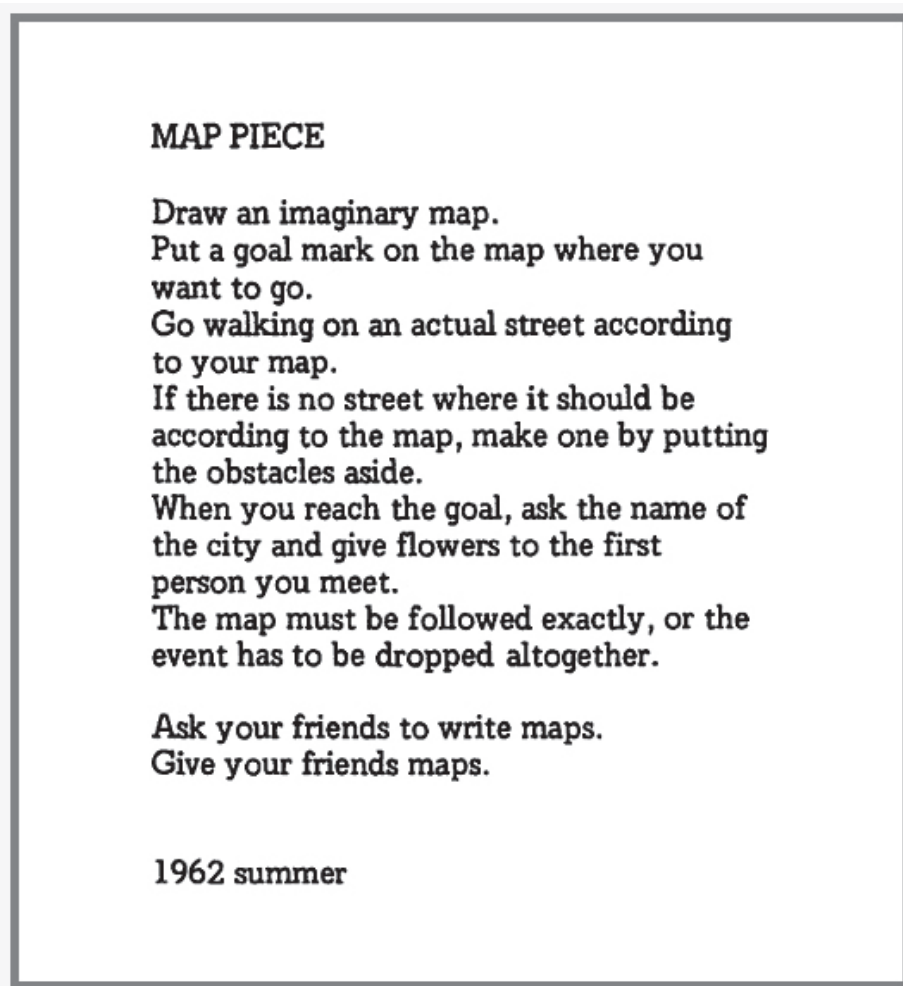 MAP PIECE
Draw an imaginary map.
Put a goal mark on the map where you
want to go.
Go walking on an actual street according
to your map.
If there is no street where it should be
according to the map, make one by putting
the obstacles aside.
When you reach the goal, ask the name of
the city and give flowers to the first
person you meet.
The map must be followed exactly, or the
event has to be dropped altogether.
Ask your friends to write maps.
Give your friends maps.
1962 summer